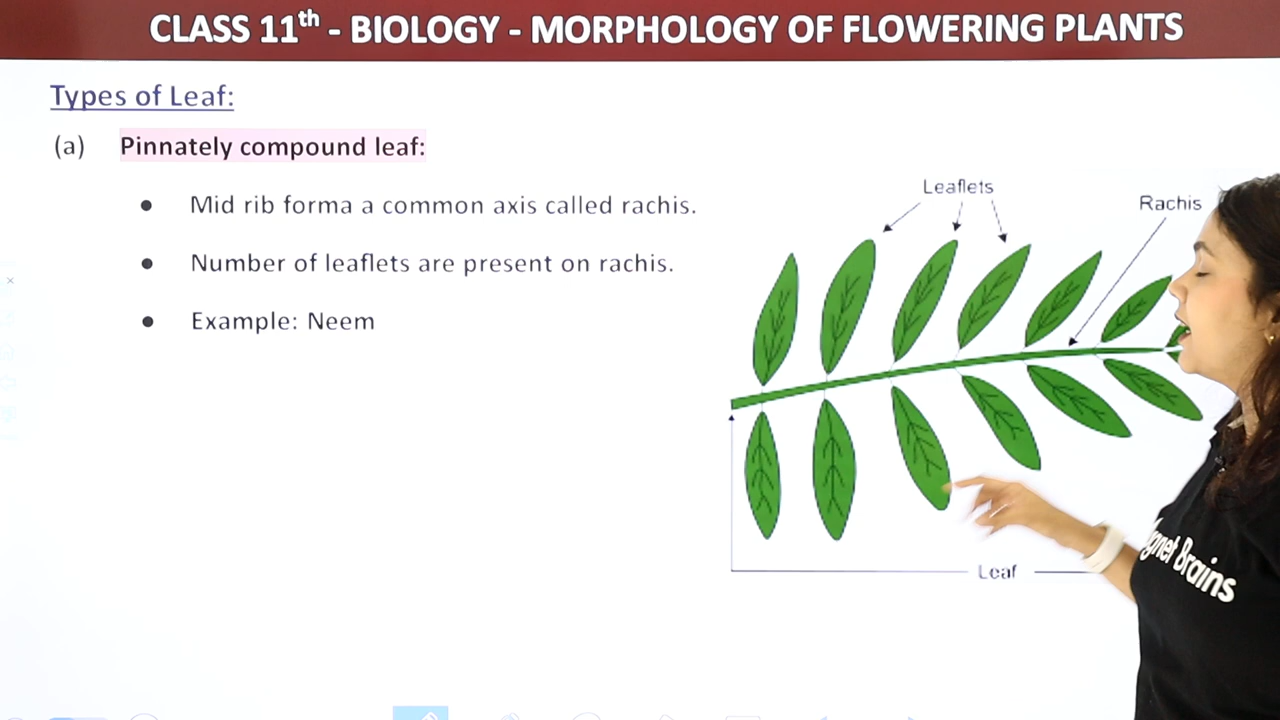 CLASS 11th - BIOLOGY - MORPHOLOGY OF FLOWERING PLANTS
Types of Leaf:
(a) Pinnately compound leaf:
● Mid rib forma a common axis called rachis.
● Number of leaflets are present on rachis.
● Example: Neem
Leaflets
Rachis
Leaf
Brains